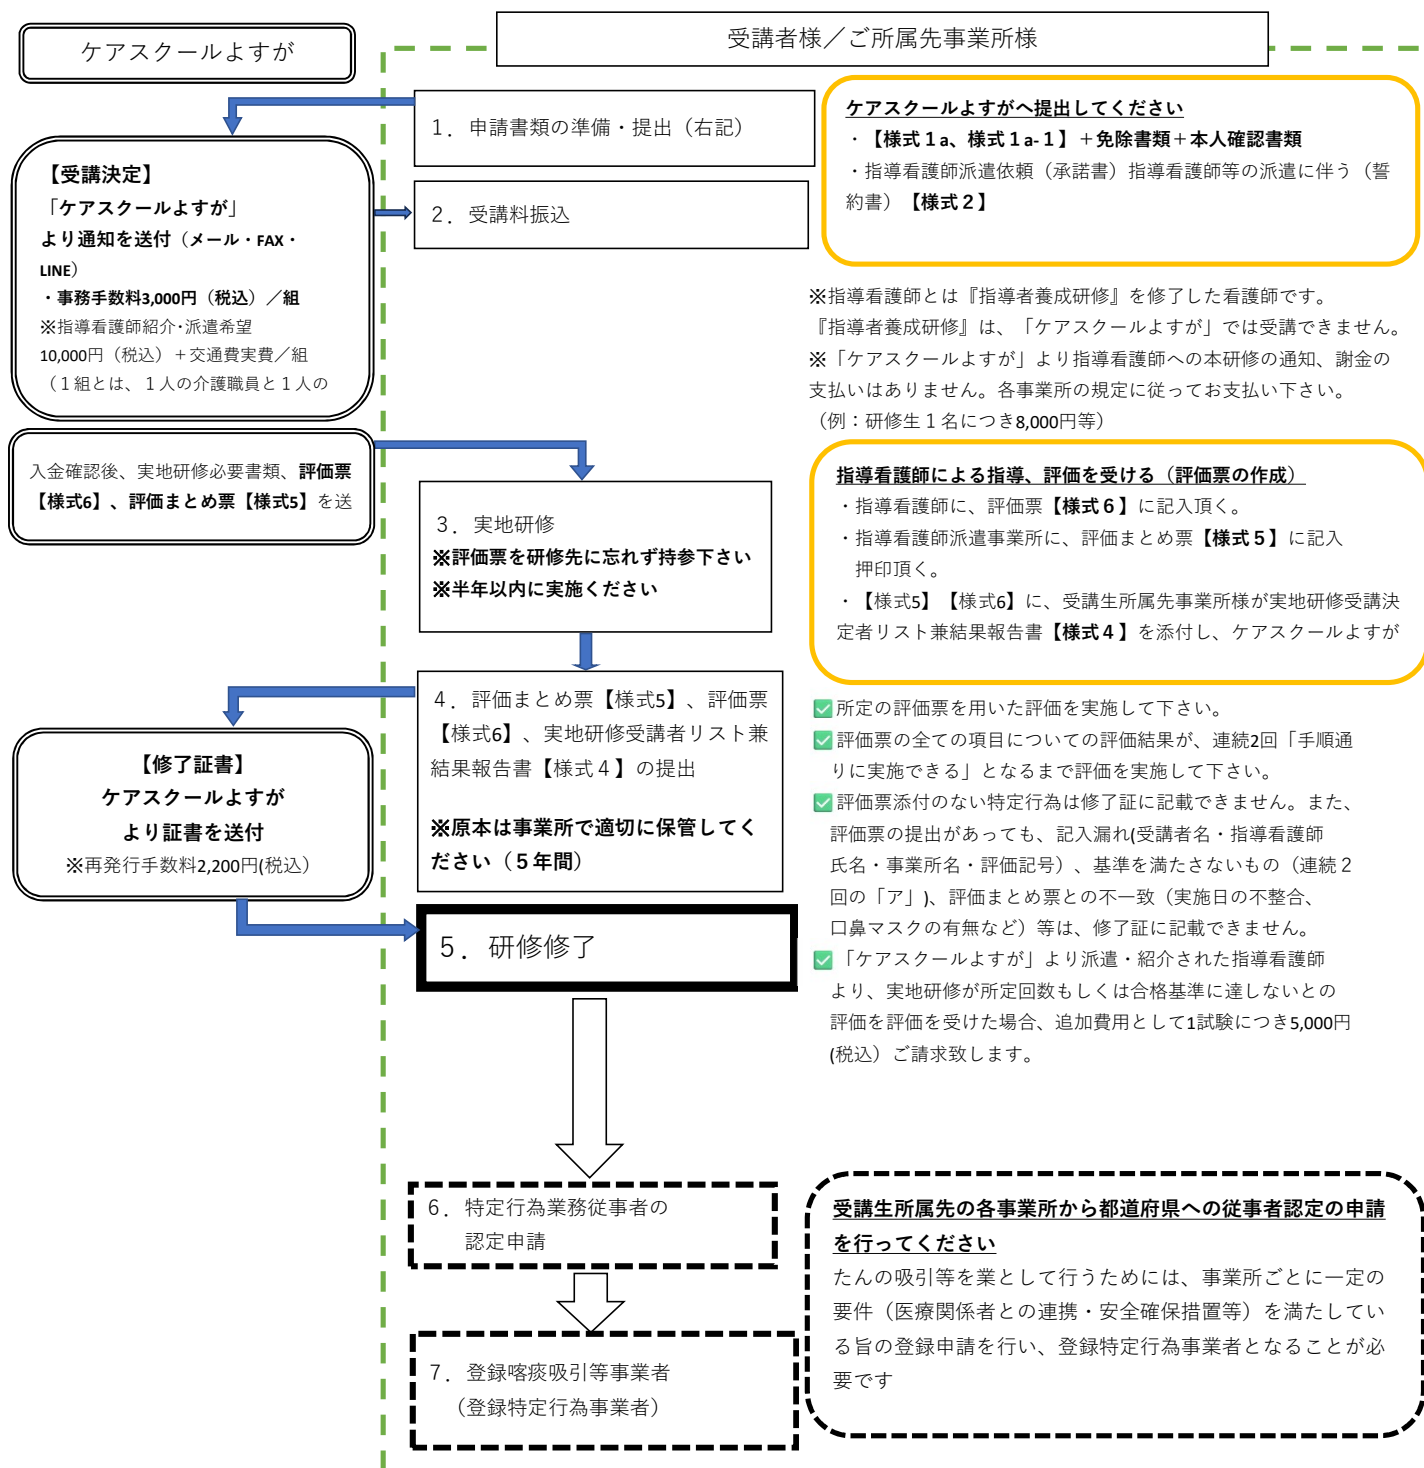 ケアスクールよすが
受講者様／ご所属先事業所様
1．申請書類の準備・提出（右記）
ケアスクールよすがへ提出してください
・【様式１a、様式１a-１】＋免除書類＋本人確認書類
・指導看護師派遣依頼（承諾書）指導看護師等の派遣に伴う（誓
約書）【様式２】
【受講決定】
「ケアスクールよすが」
より通知を送付（メール・FAX・
LINE）
・事務手数料3,000円（税込）／組
※指導看護師紹介・派遣希望
10,000円（税込）＋交通費実費／組
（１組とは、１人の介護職員と１人の
2．受講料振込
※指導看護師とは『指導者養成研修』を修了した看護師です。
『指導者養成研修』は、「ケアスクールよすが」では受講できません。
※「ケアスクールよすが」より指導看護師への本研修の通知、謝金の
支払いはありません。各事業所の規定に従ってお支払い下さい。
（例：研修生１名につき8,000円等）
入金確認後、実地研修必要書類、評価票
【様式6】、評価まとめ票【様式5】を送
3．実地研修
※評価票を研修先に忘れず持参下さい
※半年以内に実施ください
指導看護師による指導、評価を受ける（評価票の作成）
・指導看護師に、評価票【様式６】に記入頂く。
・指導看護師派遣事業所に、評価まとめ票【様式５】に記入
押印頂く。
・【様式5】【様式6】に、受講生所属先事業所様が実地研修受講決
定者リスト兼結果報告書【様式４】を添付し、ケアスクールよすが
4．評価まとめ票【様式5】、評価票
【様式6】、実地研修受講者リスト兼
結果報告書【様式４】の提出
※原本は事業所で適切に保管してく
ださい（５年間）
【修了証書】
ケアスクールよすが
より証書を送付
※再発行手数料2,200円(税込）
✅所定の評価票を用いた評価を実施して下さい。
✅評価票の全ての項目についての評価結果が、連続2回「手順通
りに実施できる」となるまで評価を実施して下さい。
✅評価票添付のない特定行為は修了証に記載できません。また、
評価票の提出があっても、記入漏れ(受講者名・指導看護師
氏名・事業所名・評価記号）、基準を満たさないもの（連続２
回の「ア」)、評価まとめ票との不一致（実施日の不整合、
口鼻マスクの有無など）等は、修了証に記載できません。
✅「ケアスクールよすが」より派遣・紹介された指導看護師
より、実地研修が所定回数もしくは合格基準に達しないとの
評価を評価を受けた場合、追加費用として1試験につき5,000円
(税込）ご請求致します。
5．研修修了
6．特定行為業務従事者の
認定申請
7．登録喀痰吸引等事業者
（登録特定行為事業者）
受講生所属先の各事業所から都道府県への従事者認定の申請
を行ってください
たんの吸引等を業として行うためには、事業所ごとに一定の
要件（医療関係者との連携・安全確保措置等）を満たしてい
る旨の登録申請を行い、登録特定行為事業者となることが必
要です